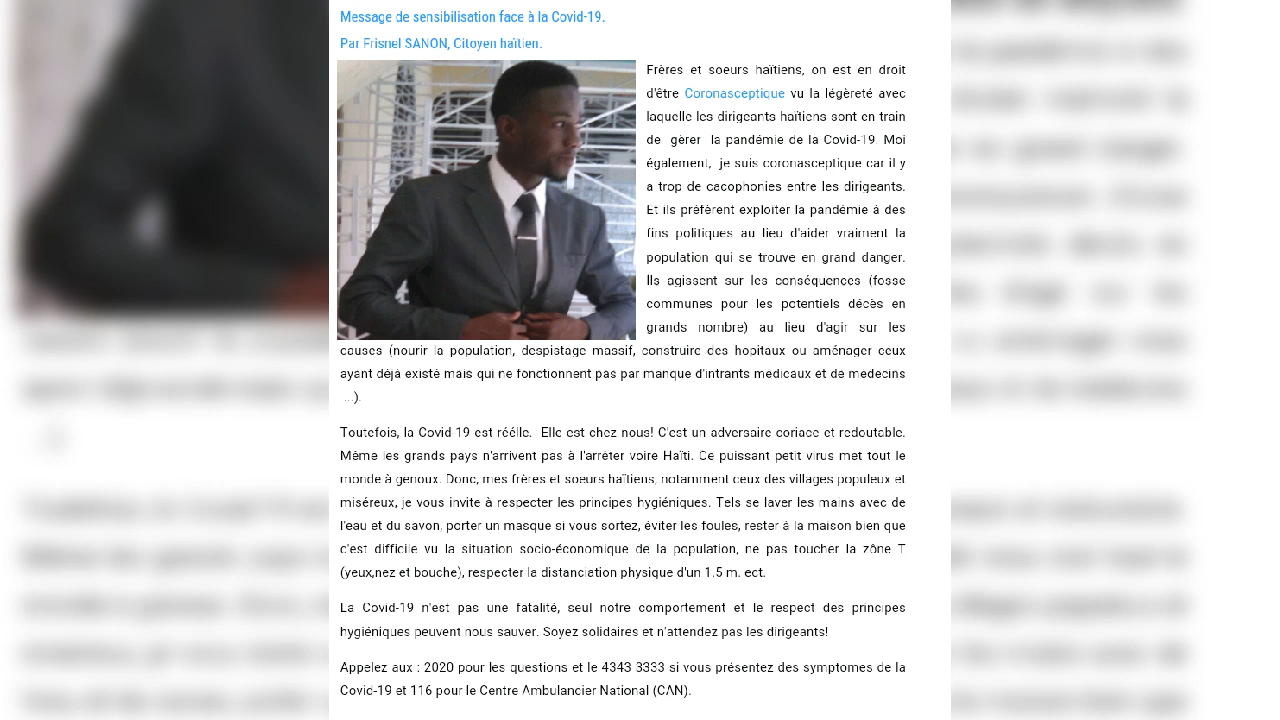 Message de sensibilisation face à la Covid-19.
Par Frisnel SANON, Citoyen haïtien.
Frères et soeurs haïtiens, on est en droit
d'être Coronasceptique vu la légèreté avec
laquelle les dirigeants haïtiens sont en train
de gérer la pandémie de la Covid-19. Moi
également, je suis coronasceptique car il y
a trop de cacophonies entre les dirigeants.
Et ils préfèrent exploiter la pandémie à des
fins politiques au lieu d'aider vraiment la
population qui se trouve en grand danger.
Ils agissent sur les conséquences (fosse
communes pour les potentiels décès en
grands nombre) au lieu d'agir sur les
causes (nourir la population, despistage massif, construire des hopitaux ou aménager ceux
ayant déjà existé mais qui ne fonctionnent pas par manque d'intrants médicaux et de médecins
...).
Toutefois, la Covid-19 est réélle. Elle est chez nous! C'est un adversaire coriace et redoutable.
Même les grands pays n'arrivent pas à l'arrêter voire Haïti. Ce puissant petit virus met tout le
monde à genoux. Donc, mes frères et soeurs haïtiens, notamment ceux des villages populeux et
miséreux, je vous invite à respecter les principes hygiéniques. Tels se laver les mains avec de
l'eau et du savon, porter un masque si vous sortez, éviter les foules, rester à la maison bien que
c'est difficile vu la situation socio-économique de la population, ne pas toucher la zône T
(yeux,nez et bouche), respecter la distanciation physique d'un 1.5 m. ect.
La Covid-19 n'est pas une fatalité, seul notre comportement et le respect des principes
hygiéniques peuvent nous sauver. Soyez solidaires et n'attendez pas les dirigeants!
Appelez aux : 2020 pour les questions et le 4343 3333 si vous présentez des symptomes de la
Covid-19 et 116 pour le Centre Ambulancier National (CAN).